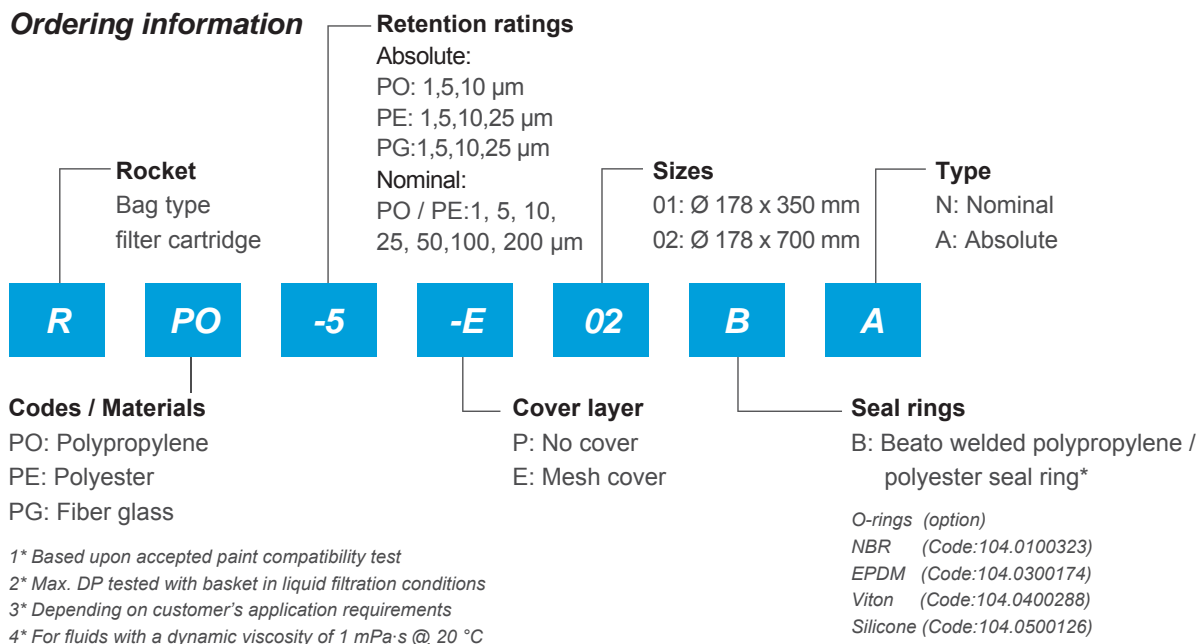 Ordering information
Retention ratings
Absolute:
PO: 1,5,10 µm
PE: 1,5,10,25 µm
PG:1,5,10,25 µm
Nominal:
PO / PE:1, 5, 10,
25, 50,100, 200 µm
Rocket
Bag type
filter cartridge
Sizes
01: Ø 178 x 350 mm
02: Ø 178 x 700 mm
Type
N: Nominal
A: Absolute
R PO -5 -E 02 B A
Codes / Materials
PO: Polypropylene
PE: Polyester
PG: Fiber glass
Cover layer
P: No cover
E: Mesh cover
Seal rings
B: Beato welded polypropylene /
polyester seal ring*
O-rings (option)
NBR (Code:104.0100323)
EPDM (Code:104.0300174)
Viton (Code:104.0400288)
Silicone (Code:104.0500126)
1* Based upon accepted paint compatibility test
2* Max. DP tested with basket in liquid filtration conditions
3* Depending on customer’s application requirements
4* For fluids with a dynamic viscosity of 1 mPa·s @ 20 °C